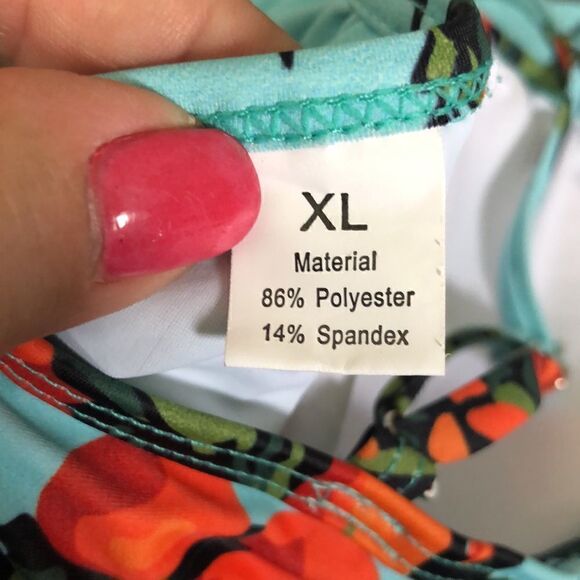 XL
Material
86% Polyester
14% Spandex